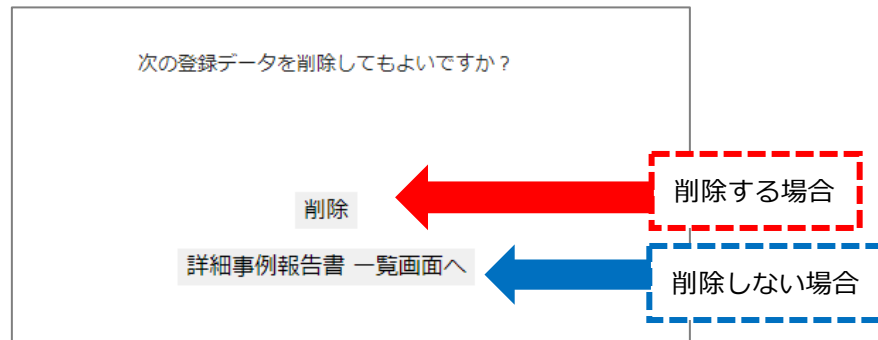 次の登録データを削除してもよいですか？
削除
削除する場合
詳細事例報告書 一覧画面へ
削除しない場合